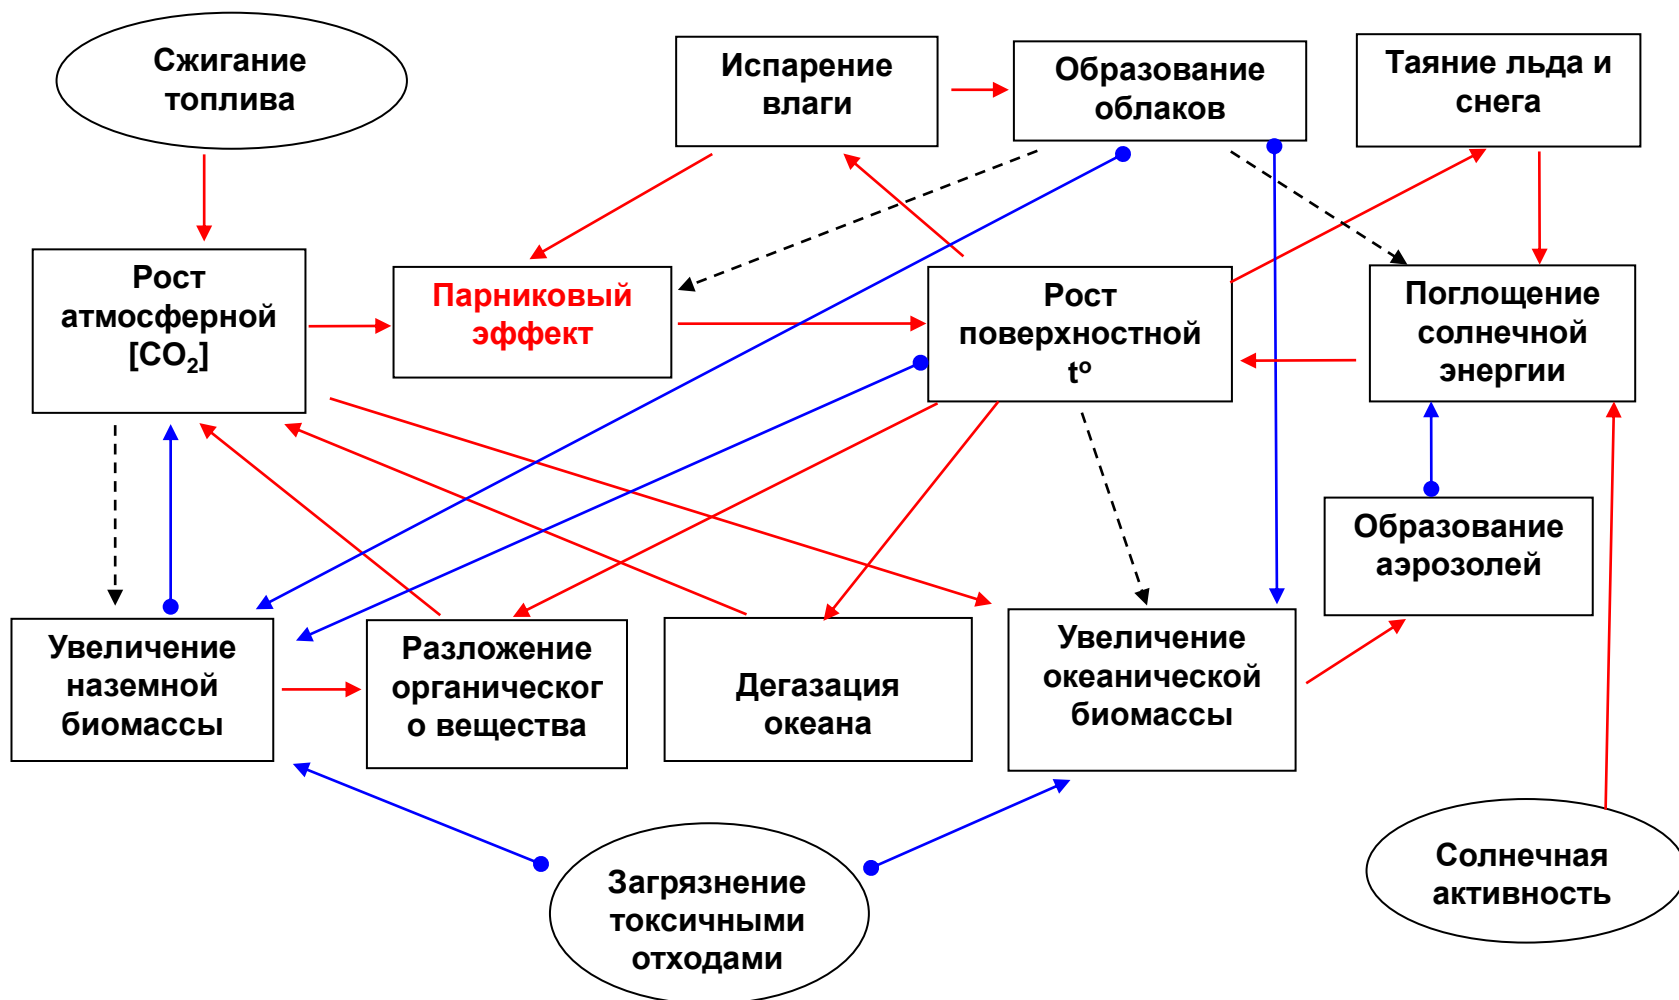 Сжигание
топлива
Испарение
влаги
Образование
облаков
Таяние льда и
снега
Рост
атмосферной
[CO₂]
Парниковый
эффект
Рост
поверхностной
tº
Поглощение
солнечной
энергии
Образование
аэрозолей
Увеличение
наземной
биомассы
Разложение
органическог
о вещества
Дегазация
океана
Увеличение
океанической
биомассы
Загрязнение
токсичными
отходами
Солнечная
активность